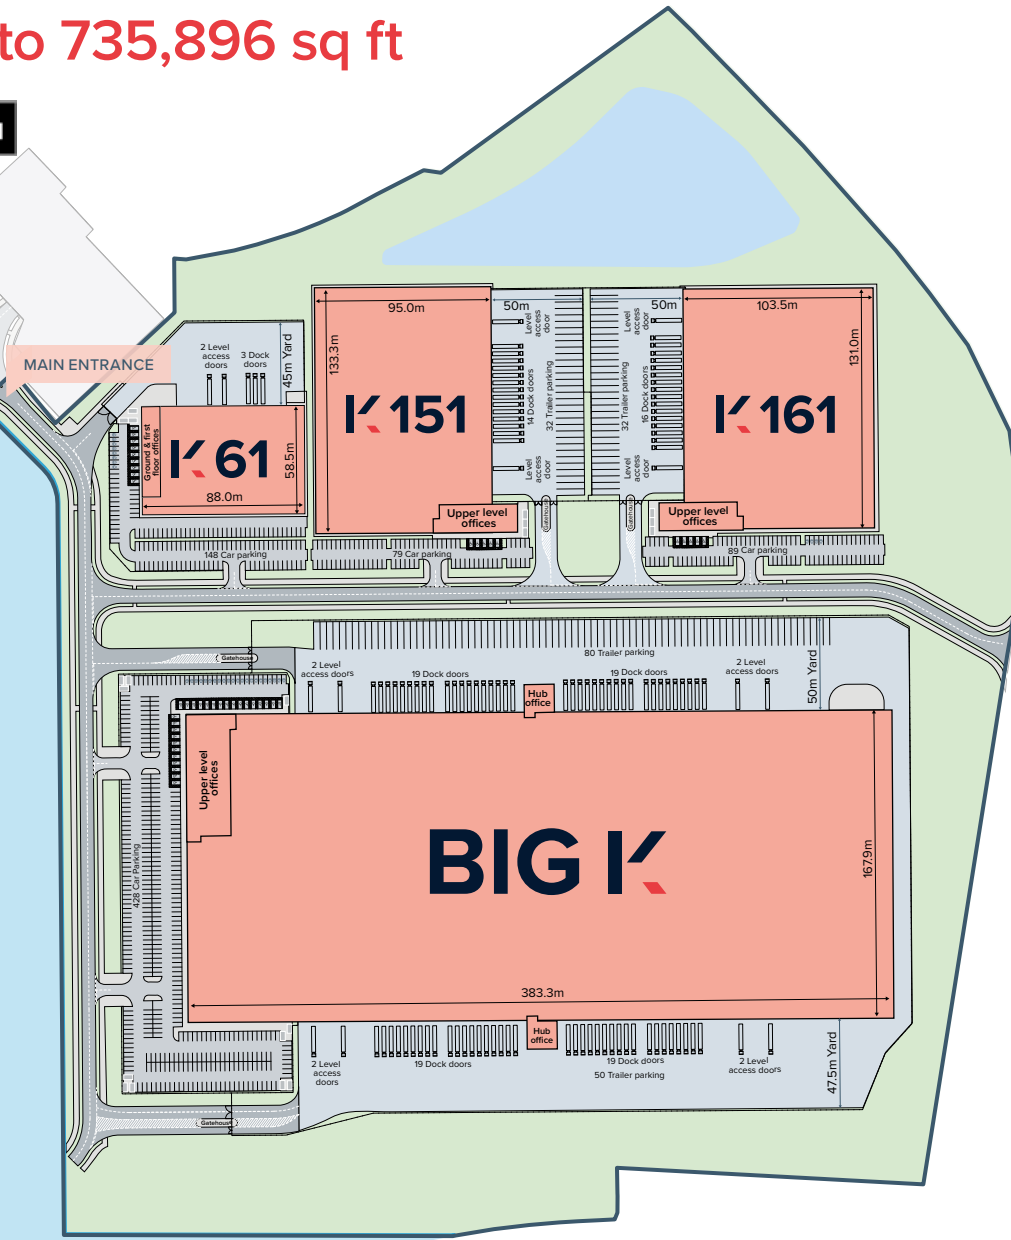 to 735,896 sq ft
MAIN ENTRANCE
2 Level
access
doors
3 Dock
doors
45m Yard
Ground & first
floor offices
K 61
58.5m
88.0m
148 Car parking
95.0m
133.3m
K 151
Upper level
offices
79 Car parking
50m
Level
access
door
14 Dock doors
32 Trailer parking
Level
access
door
Gatehouse
50m
Level
access
door
32 Trailer parking
16 Dock doors
Level
access
door
Gatehouse
103.5m
131.0m
K 161
Upper level
offices
89 Car parking
80 Trailer parking
Gatehouse
2 Level
access doors
19 Dock doors
Hub
office
19 Dock doors
2 Level
access doors
50m Yard
Upper level
offices
428 Car Parking
BIG K
167.9m
383.3m
2 Level
access
doors
19 Dock doors
Hub
office
19 Dock doors
50 Trailer parking
2 Level
access doors
47.5m Yard
Gatehouse